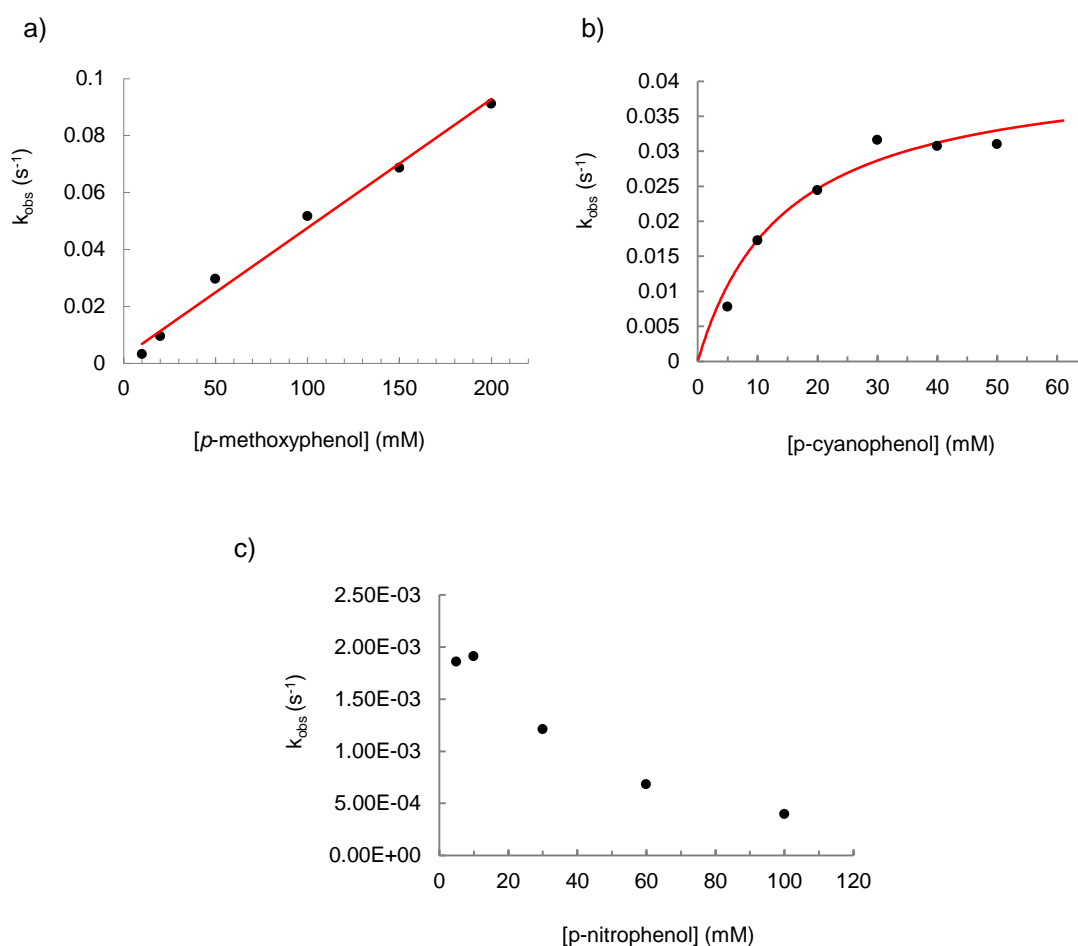 a)
0.1
0.08
0.06
0.04
0.02
0
0 50 100 150 200
k_obs (s^-1)
[p-methoxyphenol] (mM)
b)
0.04
0.035
0.03
0.025
0.02
0.015
0.01
0.005
0
0 10 20 30 40 50 60
k_obs (s^-1)
[p-cyanophenol] (mM)
c)
2.50E-03
2.00E-03
1.50E-03
1.00E-03
5.00E-04
0.00E+00
0 20 40 60 80 100 120
k_obs (s^-1)
[p-nitrophenol] (mM)